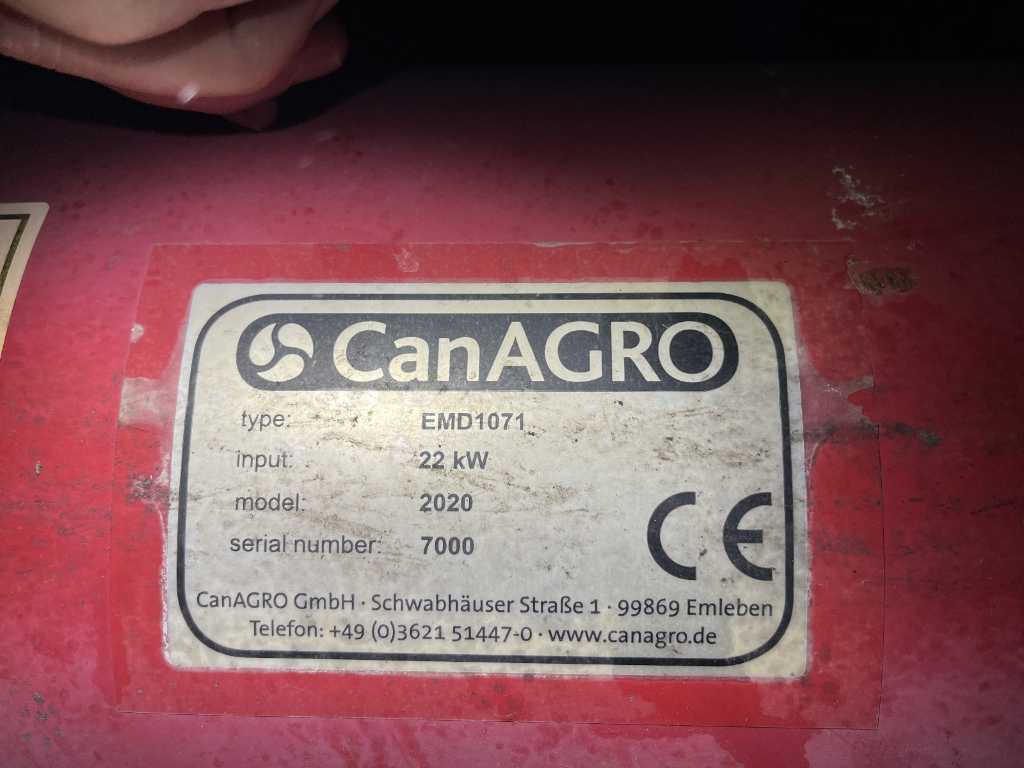 CanAGRO
type: EMD1071
input: 22 kW
model: 2020
serial number: 7000
CE
CanAGRO GmbH · Schwabhäuser Straße 1 · 99869 Emleben
Telefon: +49 (0)3621 51447-0 · www.canagro.de